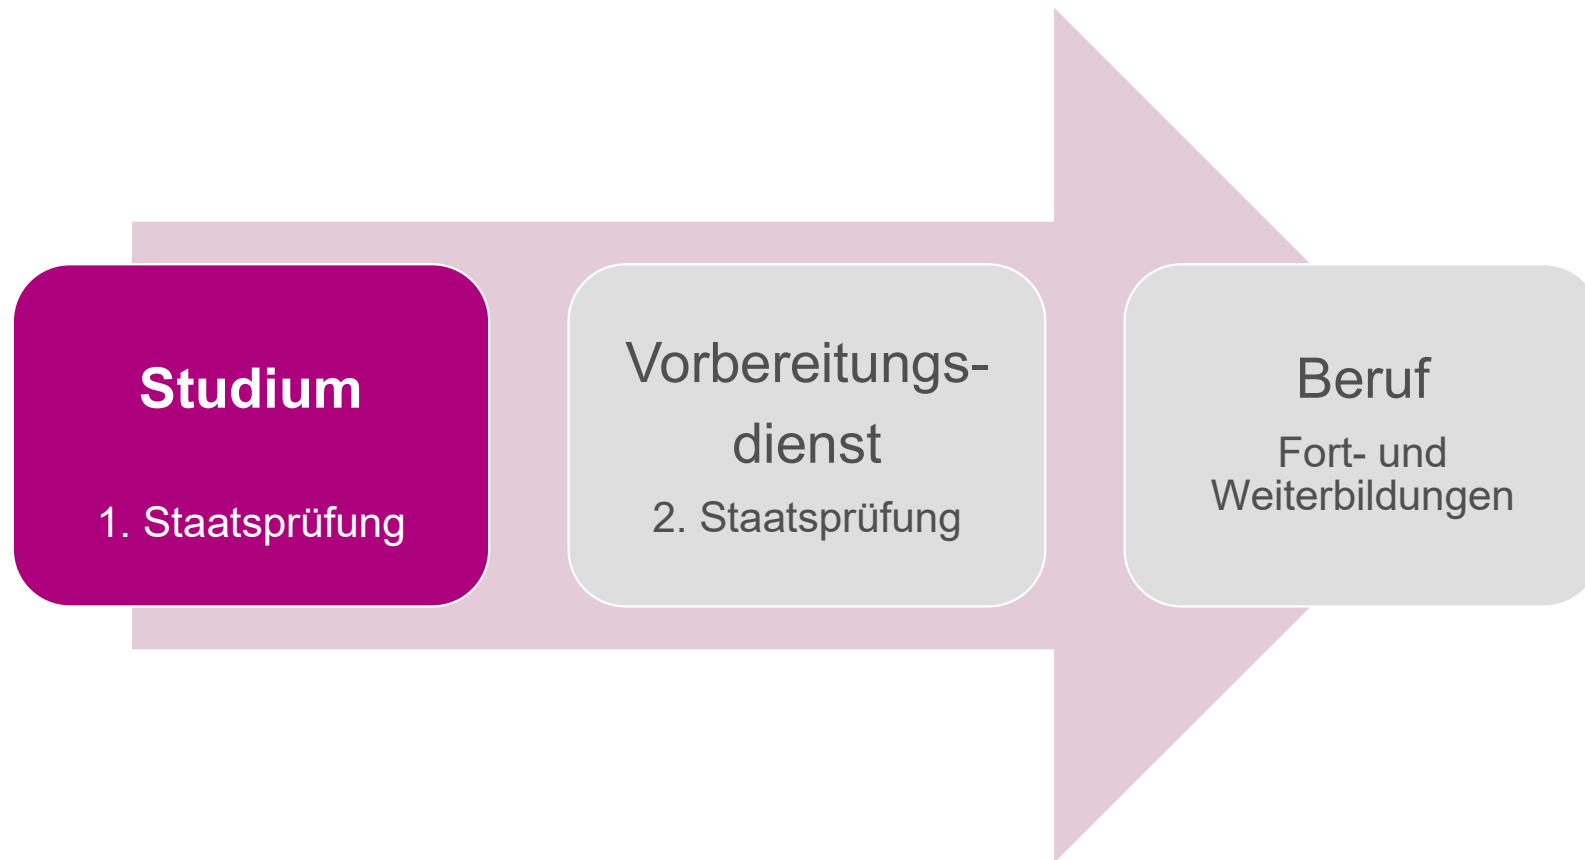 Studium
1. Staatsprüfung
Vorbereitungs-
dienst
2. Staatsprüfung
Beruf
Fort- und
Weiterbildungen